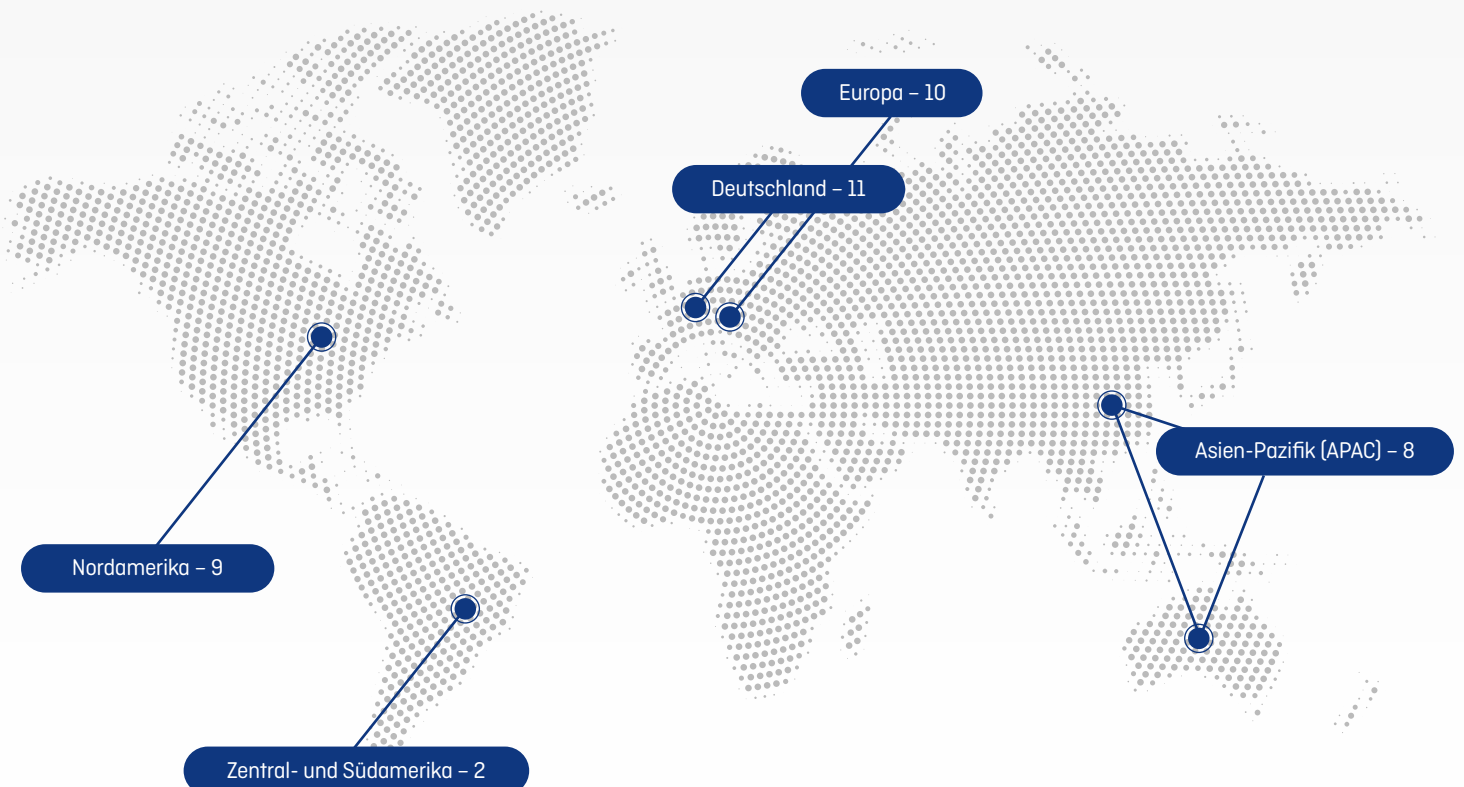 Europa – 10
Deutschland – 11
Asien-Pazifik (APAC) – 8
Nordamerika – 9
Zentral- und Südamerika – 2